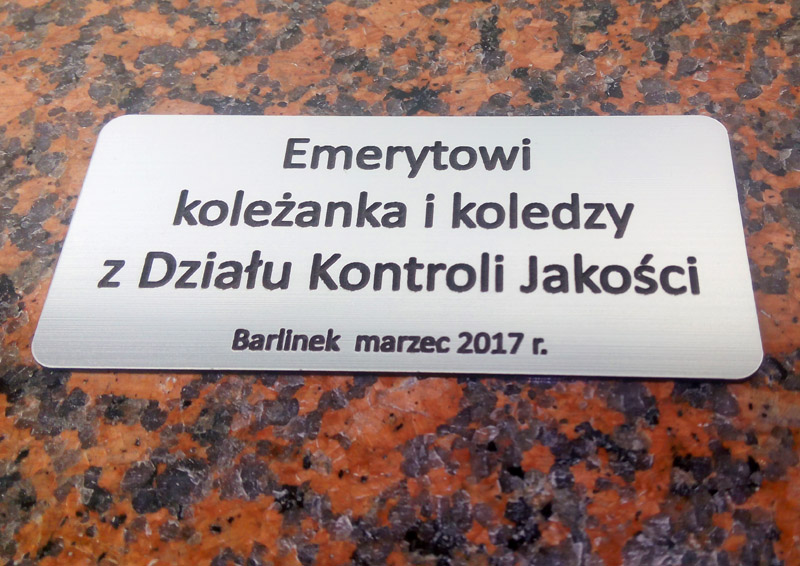 Emerytowi
koleżanka i koledzy
z Działu Kontroli Jakości
Barlinek marzec 2017 r.